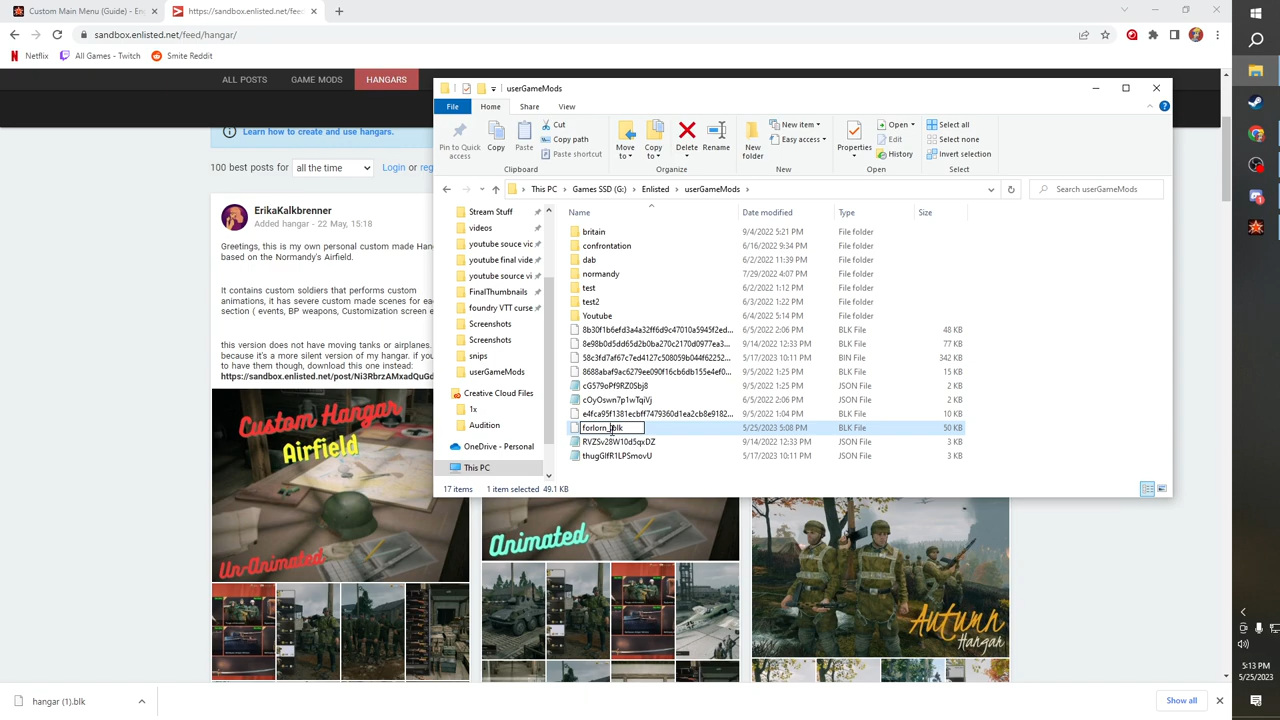 Custom Main Menu (Guide) - En
https://sandbox.enlisted.net/fee
sandbox.enlisted.net/feed/hangar/
Netflix
All Games - Twitch
Smite Reddit
ALL POSTS
GAME MODS
HANGARS
Learn how to create and use hangars.
100 best posts for
all the time
Login or reg
ErikaKalkbrenner
Added hangar - 22 May, 15:18
Greetings, this is my own personal custom made Han
based on the Normandy's Airfield.
It contains custom soldiers that performs custom
animations, it has severe custom made scenes for ea
section ( events, BP weapons, Customization screen e
this version does not have moving tanks or airplanes.
because it's a more silent version of my hangar. if you
to have them though, download this one instead:
https://sandbox.enlisted.net/post/Ni3RbrzAMxadQuGd
Custom Hangar
Airfield
Un-Animated
Animated
Autumn
Hangar
userGameMods
File
Home
Share
View
Pin to Quick
access
Copy
Paste
Cut
Copy path
Paste shortcut
Clipboard
Move
to
Copy
to
Delete
Rename
Organize
New
folder
New item
Easy access
New
Properties
Open
Edit
History
Open
Select all
Select none
Invert selection
Select
This PC
Games SSD (G:)
Enlisted
userGameMods
Search userGameMods
Stream Stuff
videos
youtube souce vic
youtube final vide
youtube source vi
FinalThumbnails
foundry VTT curse
Screenshots
Screenshots
snips
userGameMods
Creative Cloud Files
1x
Audition
OneDrive - Personal
This PC
Name Date modified Type Size
britain 9/4/2022 5:21 PM File folder
confrontation 6/16/2022 9:34 PM File folder
dab 6/2/2022 11:39 PM File folder
normandy 7/29/2022 4:07 PM File folder
test 6/2/2022 1:12 PM File folder
test2 6/3/2022 1:22 PM File folder
Youtube 6/4/2022 5:14 PM File folder
8b30f1b6efd3a4a32ff6d9c47010a5945f2ed... 6/5/2022 2:06 PM BLK File 48 KB
8e98b0d5dd65d2b0ba270c2170d0977ea3... 9/14/2022 12:33 PM BLK File 77 KB
58c3fd7af67c7ed4127c508059b044f62252... 5/17/2023 10:11 PM BIN File 342 KB
8688abaf9ac6279ee090f16cb6db155e4ef0... 9/5/2022 1:25 PM BLK File 15 KB
cG579oPf9RZ0Sbj8 9/5/2022 1:25 PM JSON File 2 KB
cOyOswn7p1wTqiVj 6/5/2022 2:06 PM JSON File 2 KB
e4fca95f1381ecbff7479360d1ea2cb8e9182... 9/5/2022 1:04 PM BLK File 10 KB
5/25/2023 5:08 PM BLK File 50 KB
RVZSv28W10d5qxDZ 9/14/2022 12:33 PM JSON File 3 KB
thugGIfR1LPSmovU 5/17/2023 10:11 PM JSON File 3 KB
17 items
1 item selected 49.1 KB
hangar (1).blk
Show all
5:13 PM
5/25/2023